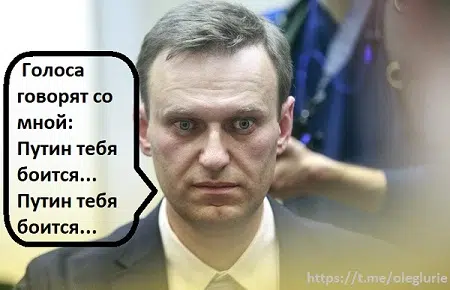 Голоса
говорят со
мной:
Путин тебя
боится...
Путин тебя
боится...
https://t.me/oleglurie